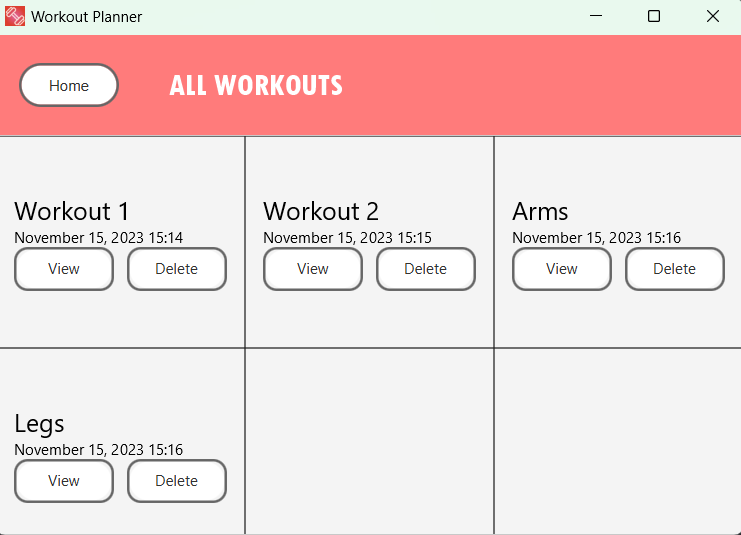 Workout Planner
Home
ALL WORKOUTS
Workout 1
November 15, 2023 15:14
View
Delete
Workout 2
November 15, 2023 15:15
View
Delete
Arms
November 15, 2023 15:16
View
Delete
Legs
November 15, 2023 15:16
View
Delete